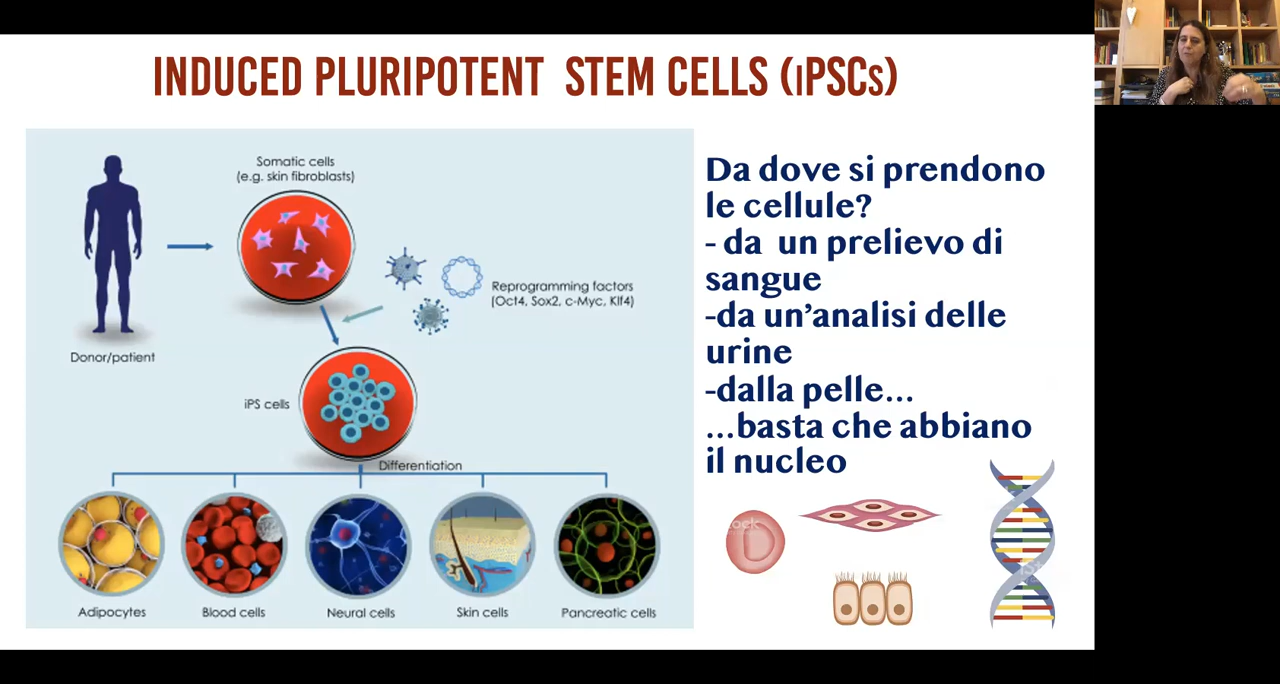 INDUCED PLURIPOTENT STEM CELLS (iPSCs)
Somatic cells
(e.g. skin fibroblasts)
Reprogramming factors
(Oct4, Sox2, c-Myc, Klf4)
Donor/patient
iPS cells
Differentiation
Adipocytes
Blood cells
Neural cells
Skin cells
Pancreatic cells
Da dove si prendono
le cellule?
- da un prelievo di
sangue
-da un'analisi delle
urine
-dalla pelle...
...basta che abbiano
il nucleo